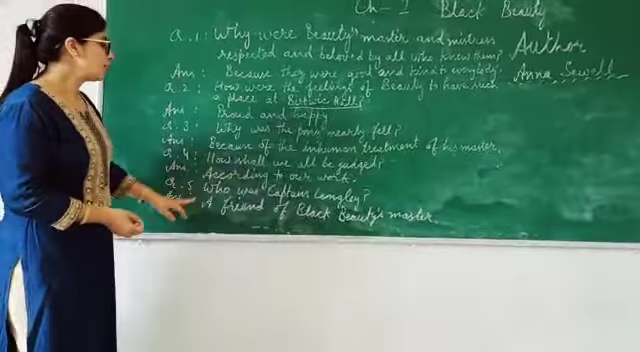 Ch- 1 Black Beauty
Q.1: Why were Beauty's master and mistress
respected and beloved by all who knew them?
Author
Anna Sewell
Ans: Because they were good and kind to everybody.
Q.2: How were the feelings of Beauty to have such
a place at
Ans: Proud and happy
Q.3: Why was the pony nearly fell?
Ans: Because of the inhuman treatment of his master.
Q.4: How shall we all be judged?
Ans: According to our work.
Q.5 Who was Captain Langley?
A friend of Black Beauty's master.